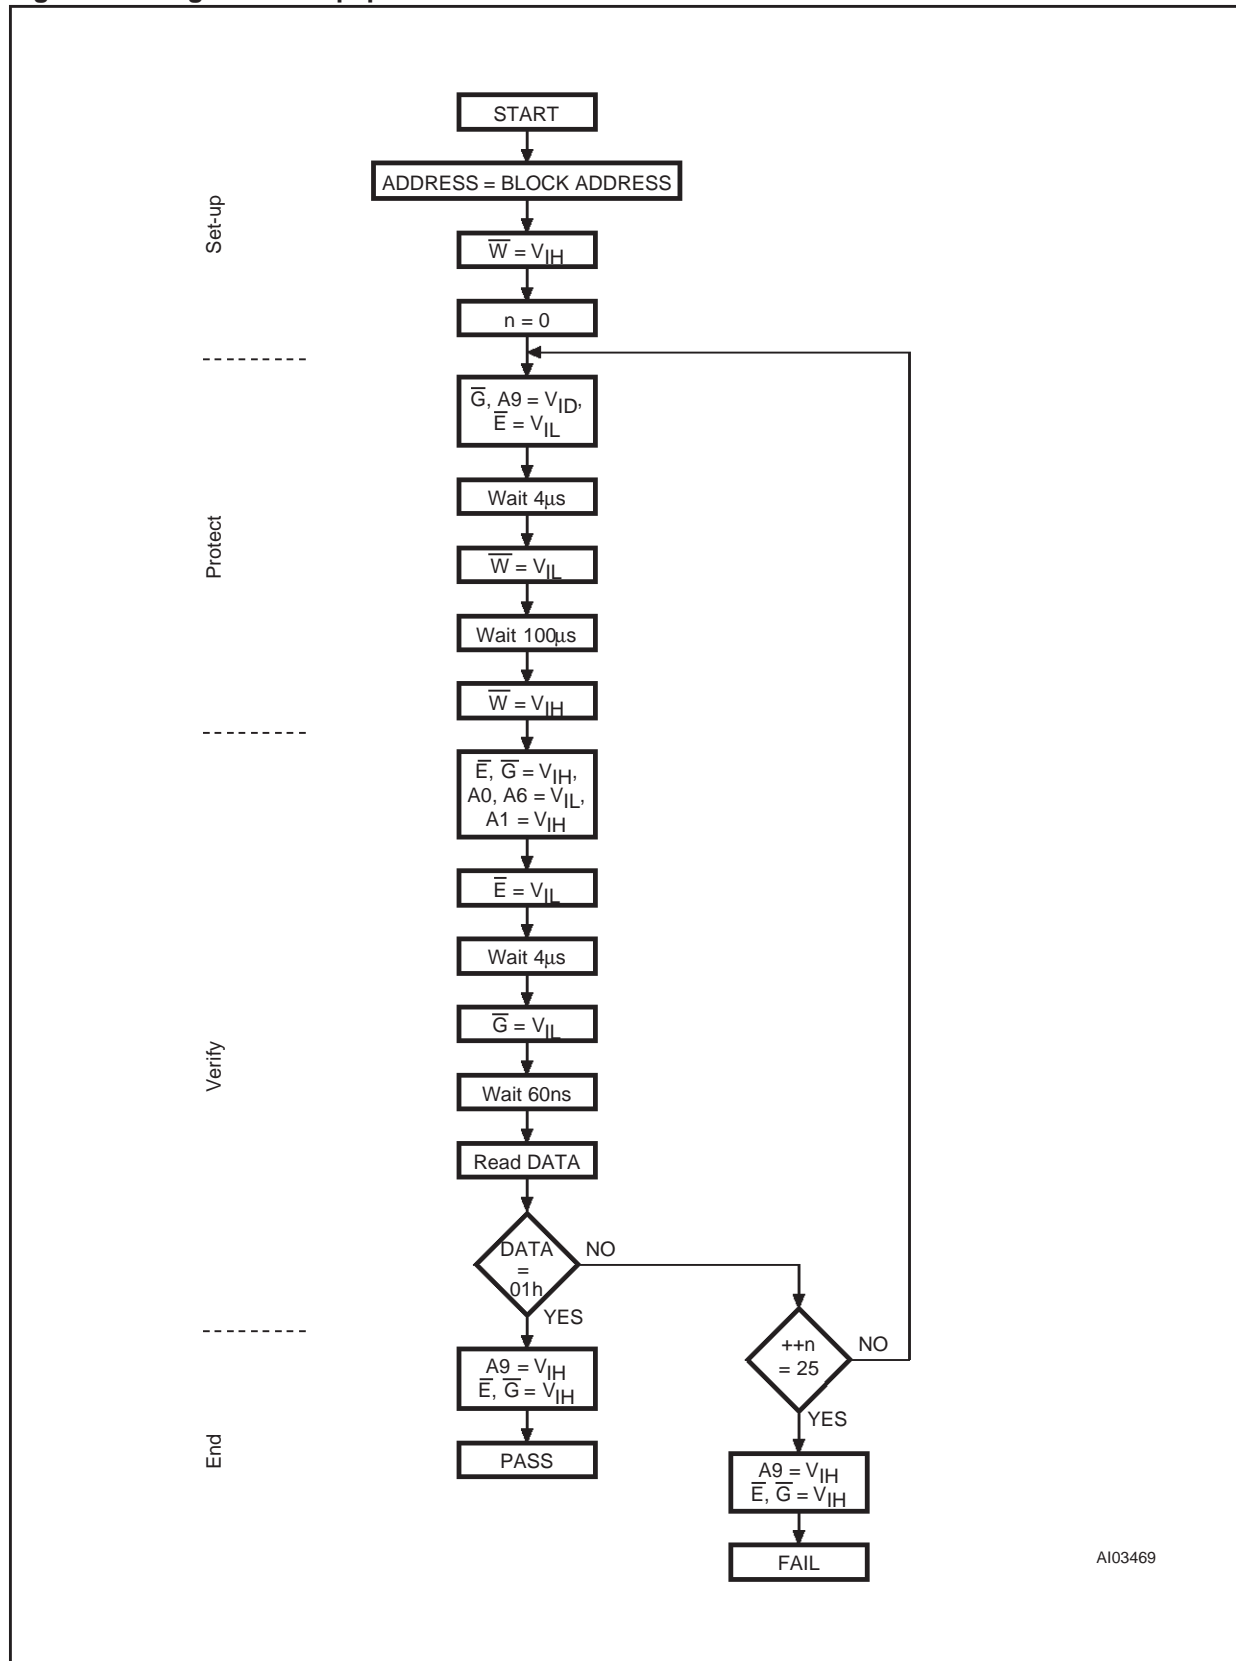 START
ADDRESS = BLOCK ADDRESS
Set-up
W̅ = VIH
n = 0
G̅, A9 = VID,
E̅ = VIL
Wait 4µs
Protect
W̅ = VIL
Wait 100µs
W̅ = VIH
E̅, G̅ = VIH,
A0, A6 = VIL,
A1 = VIH
E̅ = VIL
Wait 4µs
G̅ = VIL
Verify
Wait 60ns
Read DATA
DATA
=
01h
NO
YES
++n
= 25
NO
YES
A9 = VIH
E̅, G̅ = VIH
End
PASS
A9 = VIH
E̅, G̅ = VIH
FAIL
AI03469